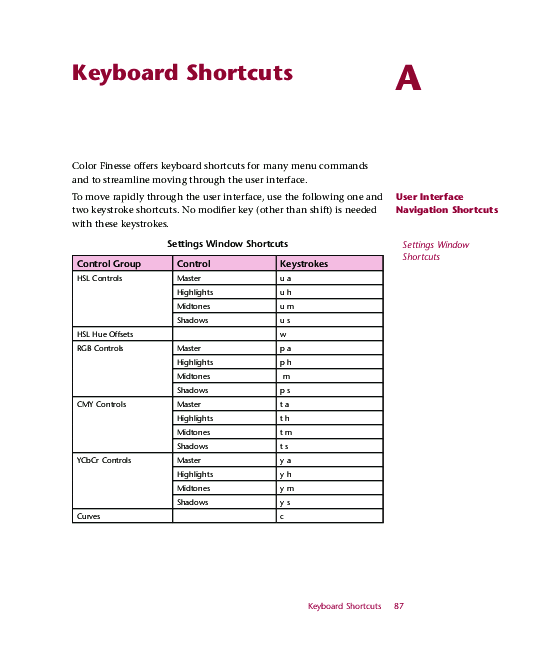 Keyboard Shortcuts
A
Color Finesse offers keyboard shortcuts for many menu commands
and to streamline moving through the user interface.
To move rapidly through the user interface, use the following one and
two keystroke shortcuts. No modifier key (other than shift) is needed
with these keystrokes.
User Interface
Navigation Shortcuts
Settings Window
Shortcuts
Settings Window Shortcuts
Control Group Control Keystrokes
HSL Controls Master u a
Highlights u h
Midtones u m
Shadows u s
HSL Hue Offsets w
RGB Controls Master p a
Highlights p h
Midtones m
Shadows p s
CMY Controls Master t a
Highlights t h
Midtones t m
Shadows t s
YCbCr Controls Master y a
Highlights y h
Midtones y m
Shadows y s
Curves c
Keyboard Shortcuts 87